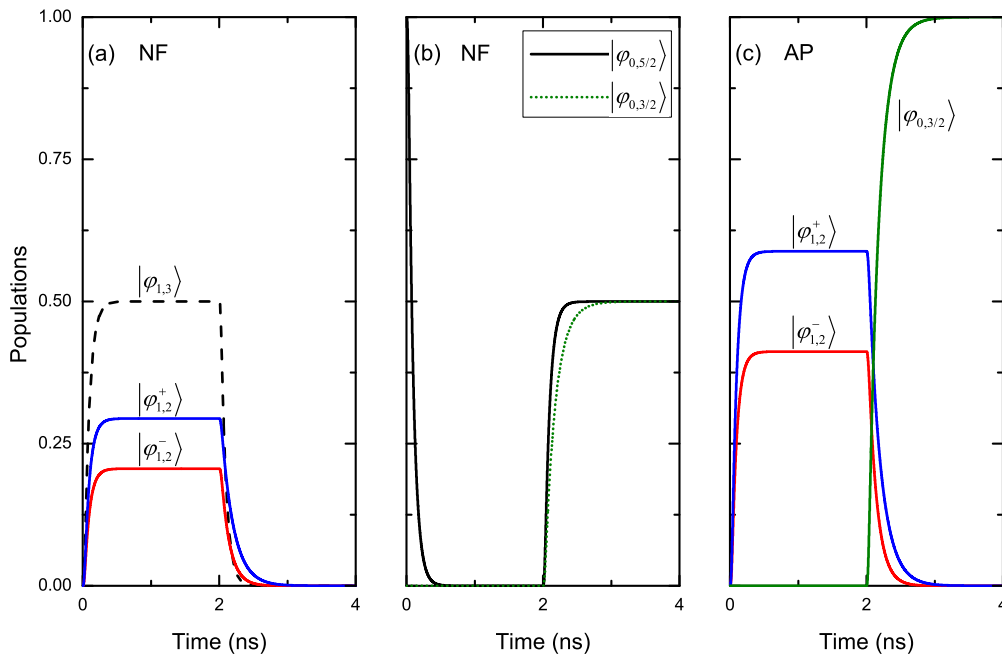 1.00
0.75
0.50
0.25
0.00
Populations
(a) NF
|φ1,3⟩
|φ⁺1,2⟩
|φ⁻1,2⟩
0 2 4
Time (ns)
(b) NF
|φ0,5/2⟩
|φ0,3/2⟩
0 2 4
Time (ns)
(c) AP
|φ0,3/2⟩
|φ⁺1,2⟩
|φ⁻1,2⟩
0 2 4
Time (ns)